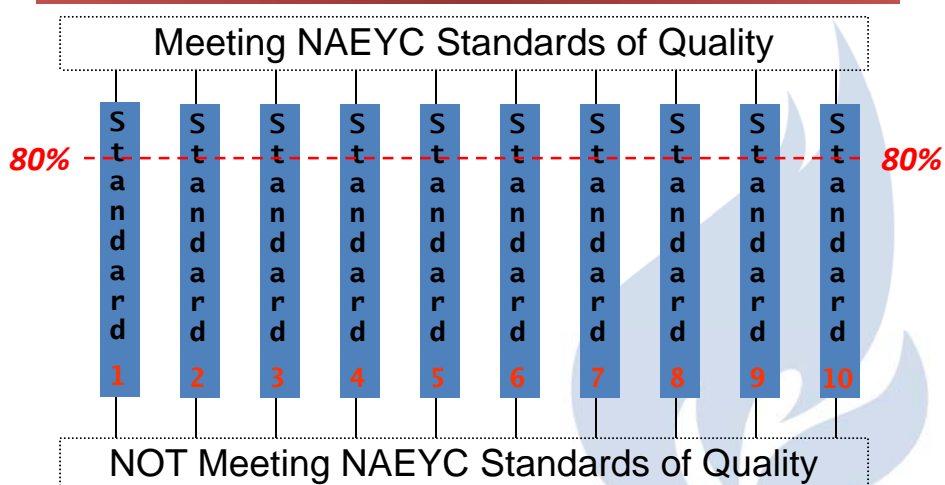 Meeting NAEYC Standards of Quality
80%
80%
Standard 1
Standard 2
Standard 3
Standard 4
Standard 5
Standard 6
Standard 7
Standard 8
Standard 9
Standard 10
NOT Meeting NAEYC Standards of Quality